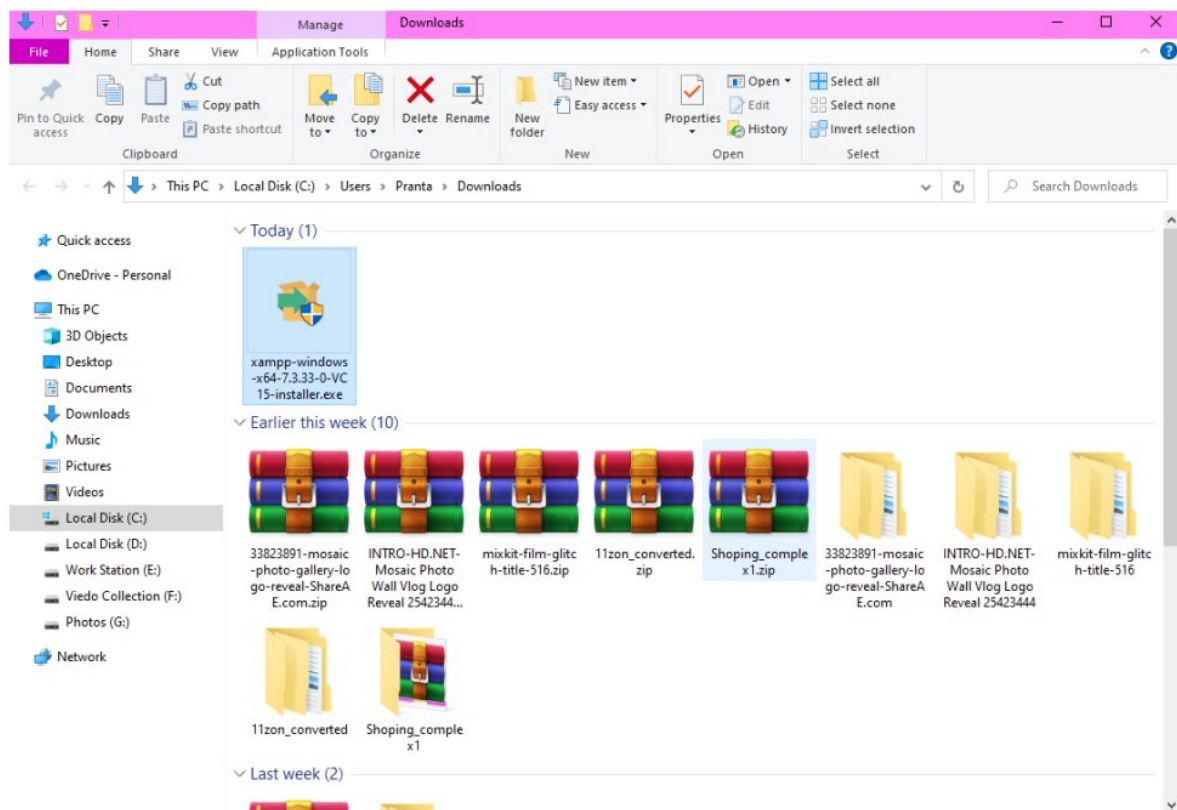 Manage
Downloads
File
Home
Share
View
Application Tools
Pin to Quick
access
Copy
Paste
Cut
Copy path
Paste shortcut
Clipboard
Move
to
Copy
to
Delete
Rename
Organize
New
folder
New item
Easy access
New
Properties
Open
Edit
History
Open
Select all
Select none
Invert selection
Select
This PC > Local Disk (C:) > Users > Pranta > Downloads
Search Downloads
Quick access
OneDrive - Personal
This PC
3D Objects
Desktop
Documents
Downloads
Music
Pictures
Videos
Local Disk (C:)
Local Disk (D:)
Work Station (E:)
Viedo Collection (F:)
Photos (G:)
Network
Today (1)
xampp-windows
-x64-7.3.33-0-VC
15-installer.exe
Earlier this week (10)
33823891-mosaic
-photo-gallery-lo
go-reveal-ShareA
E.com.zip
INTRO-HD.NET-
Mosaic Photo
Wall Vlog Logo
Reveal 2542344...
mixkit-film-glitc
h-title-516.zip
11zon_converted.
zip
Shoping_comple
x1.zip
33823891-mosaic
-photo-gallery-lo
go-reveal-ShareA
E.com
INTRO-HD.NET-
Mosaic Photo
Wall Vlog Logo
Reveal 25423444
mixkit-film-glitc
h-title-516
11zon_converted
Shoping_comple
x1
Last week (2)